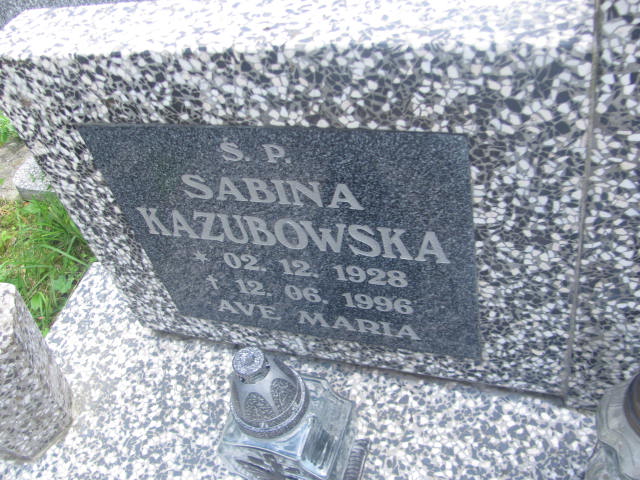 Ś. P.
SABINA
KAZUBOWSKA
* 02. 12. 1928
† 12. 06. 1996
AVE MARIA